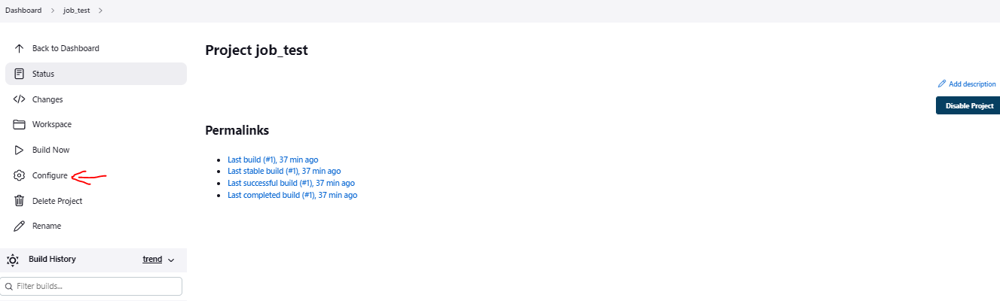 Dashboard > job_test >
Back to Dashboard
Status
Changes
Workspace
Build Now
Configure
Delete Project
Rename
Build History trend
Filter builds...
Project job_test
Add description
Disable Project
Permalinks
Last build (#1), 37 min ago
Last stable build (#1), 37 min ago
Last successful build (#1), 37 min ago
Last completed build (#1), 37 min ago